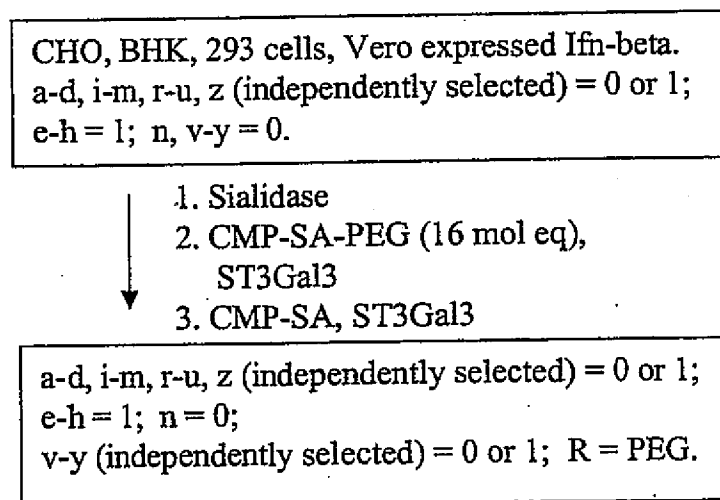 CHO, BHK, 293 cells, Vero expressed Ifn-beta.
a-d, i-m, r-u, z (independently selected) = 0 or 1;
e-h = 1; n, v-y = 0.
1. Sialidase
2. CMP-SA-PEG (16 mol eq),
ST3Gal3
3. CMP-SA, ST3Gal3
a-d, i-m, r-u, z (independently selected) = 0 or 1;
e-h = 1; n = 0;
v-y (independently selected) = 0 or 1; R = PEG.